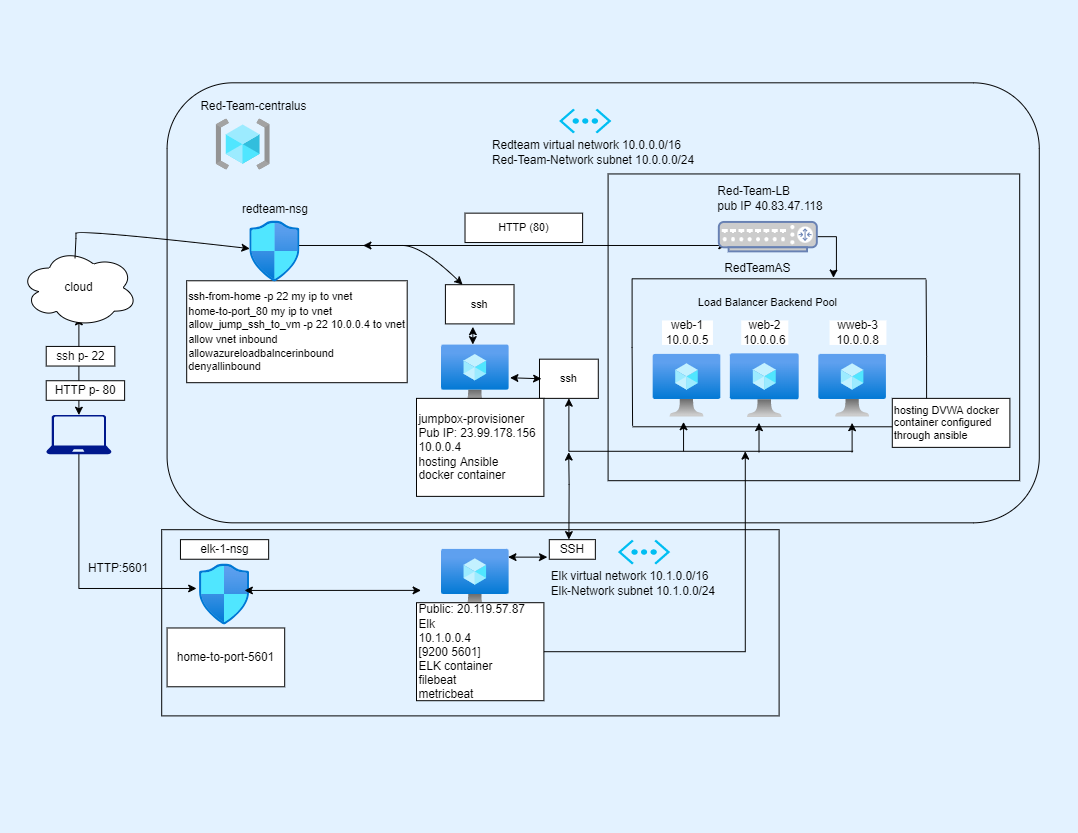 Red-Team-centralus
Redteam virtual network 10.0.0.0/16
Red-Team-Network subnet 10.0.0.0/24
Red-Team-LB
pub IP 40.83.47.118
redteam-nsg
HTTP (80)
RedTeamAS
cloud
ssh-from-home -p 22 my ip to vnet
home-to-port_80 my ip to vnet
allow_jump_ssh_to_vm -p 22 10.0.0.4 to vnet
allow vnet inbound
allowazureloadbalncerinbound
denyallinbound
ssh
Load Balancer Backend Pool
web-1
10.0.0.5
web-2
10.0.0.6
wweb-3
10.0.0.8
ssh p- 22
HTTP p- 80
ssh
jumpbox-provisioner
Pub IP: 23.99.178.156
10.0.0.4
hosting Ansible
docker container
hosting DVWA docker
container configured
through ansible
elk-1-nsg
SSH
HTTP:5601
Elk virtual network 10.1.0.0/16
Elk-Network subnet 10.1.0.0/24
Public: 20.119.57.87
Elk
10.1.0.0.4
[9200 5601]
ELK container
filebeat
metricbeat
home-to-port-5601